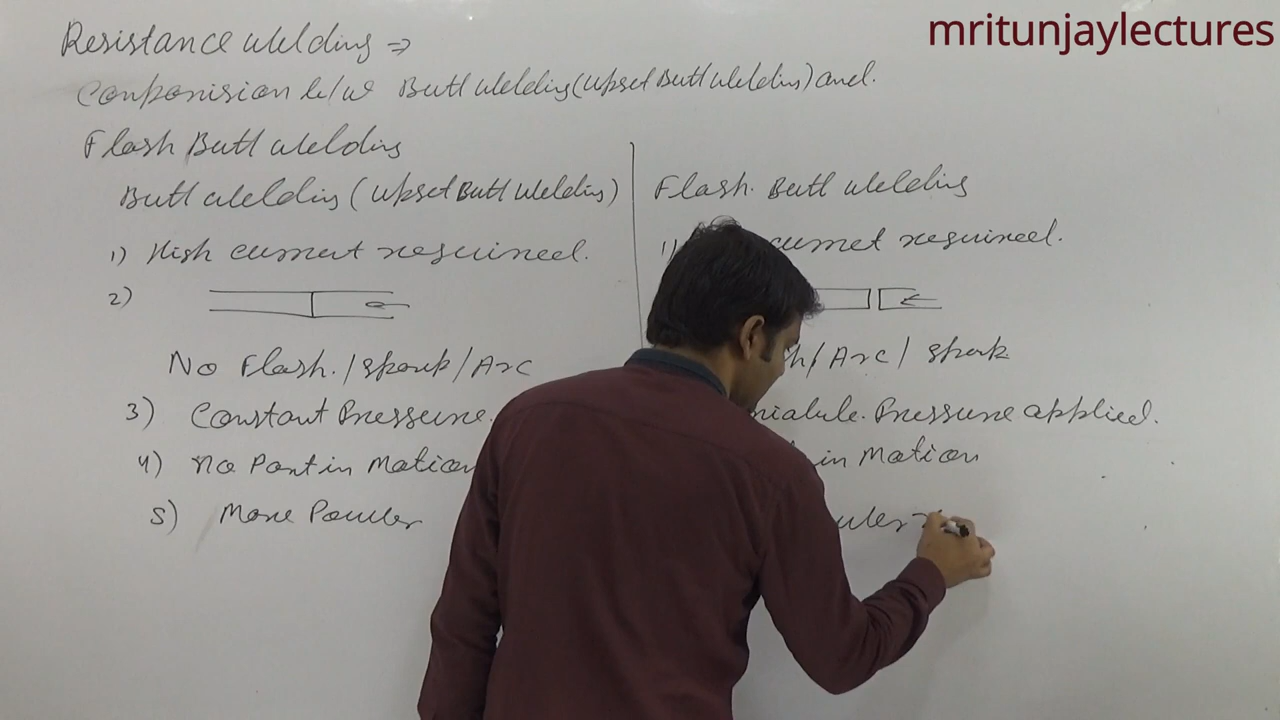 mritunjaylectures
Resistance Welding ⇒
Comparision b/w Butt Welding (Upset Butt Welding) and.
Flash Butt Welding
Butt Welding (Upset Butt Welding)
1) High current required.
2)
No Flash. / Spark / Arc
3) Constant Pressure.
4) No Part in Motion
5) More Power
Flash. Butt Welding
1) current required.
/ Arc / Spark
Pressure applied.
in Motion